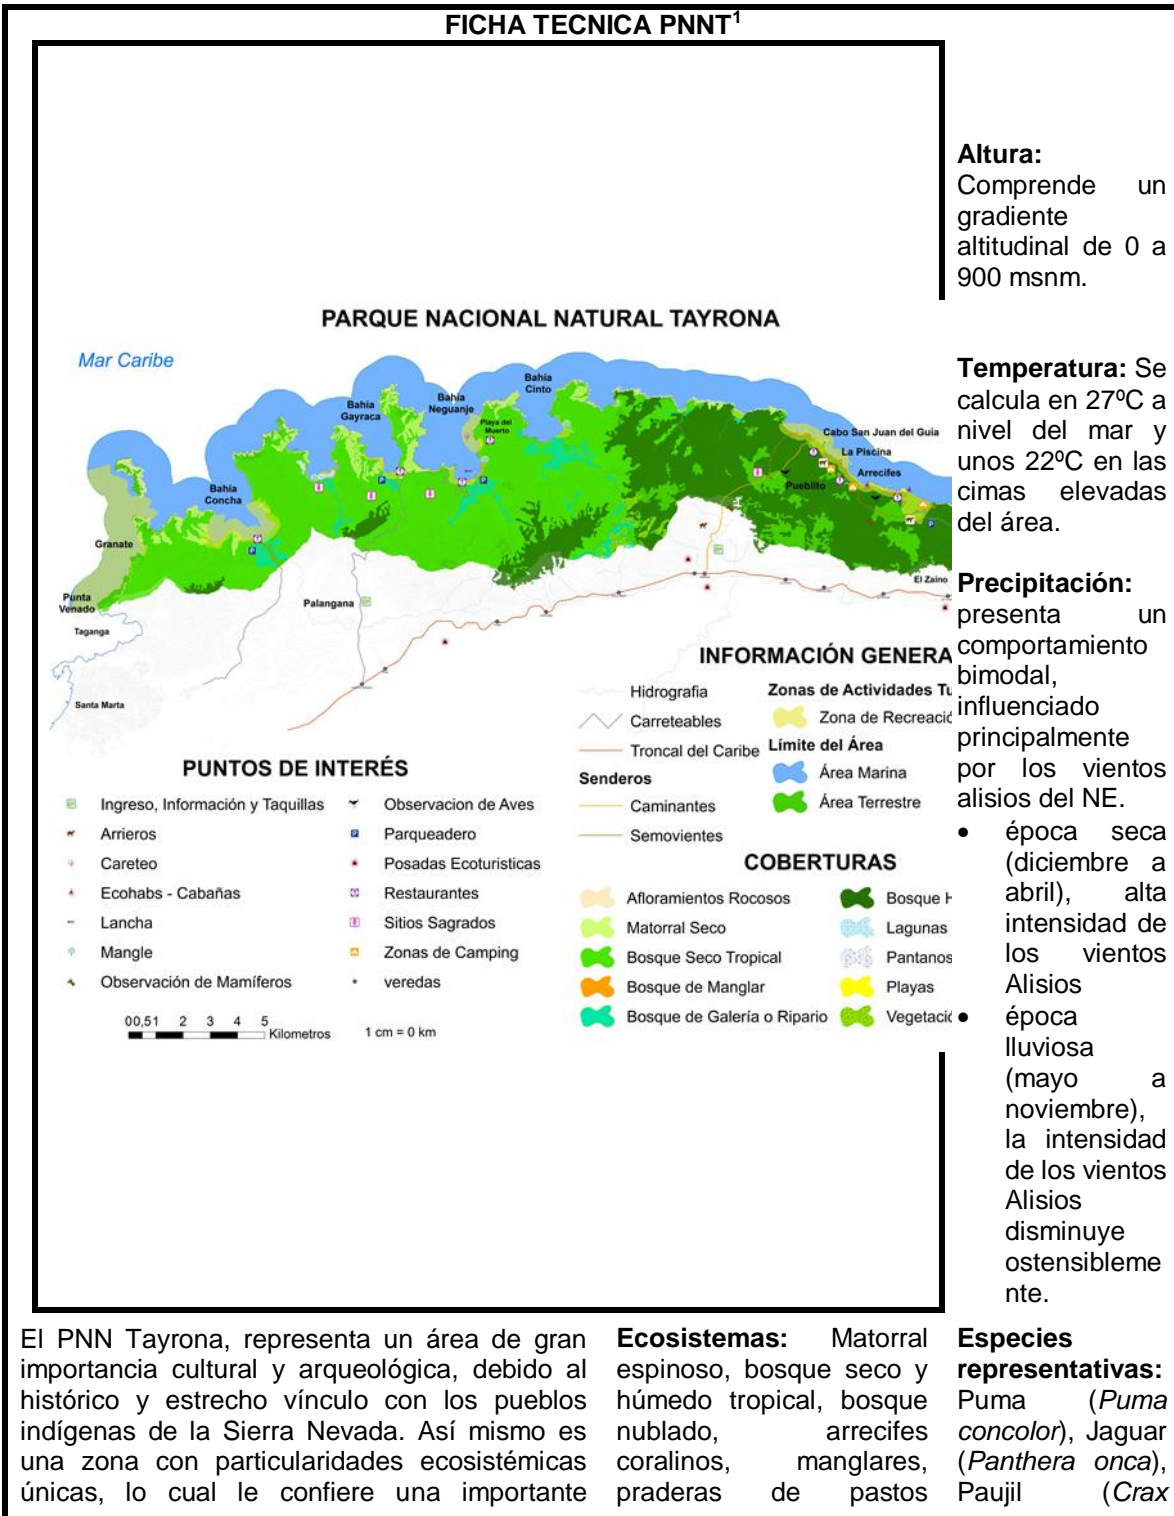 FICHA TECNICA PNNT1
PARQUE NACIONAL NATURAL TAYRONA
Mar Caribe
Bahía
Cinto
Bahía
Neguanje
Bahía
Gayraca
Playa del
Muerto
Cabo San Juan del Guia
La Piscina
Arrecifes
Pueblito
Bahía
Concha
Granate
El Zaino
Punta
Venado
Palangana
Taganga
Santa Marta
INFORMACIÓN GENERA
Hidrografia
Carreteables
Troncal del Caribe
Senderos
Caminantes
Semovientes
Zonas de Actividades Tu
Zona de Recreació
Límite del Área
Área Marina
Área Terrestre
PUNTOS DE INTERÉS
Ingreso, Información y Taquillas
Arrieros
Careteo
Ecohabs - Cabañas
Lancha
Mangle
Observación de Mamíferos
Observacion de Aves
Parqueadero
Posadas Ecoturisticas
Restaurantes
Sitios Sagrados
Zonas de Camping
veredas
COBERTURAS
Afloramientos Rocosos
Matorral Seco
Bosque Seco Tropical
Bosque de Manglar
Bosque de Galería o Ripario
Bosque H
Lagunas
Pantanos
Playas
Vegetació
00,51 2 3 4 5
Kilometros
1 cm = 0 km
Altura:
Comprende un
gradiente
altitudinal de 0 a
900 msnm.
Temperatura: Se
calcula en 27ºC a
nivel del mar y
unos 22ºC en las
cimas elevadas
del área.
Precipitación:
presenta un
comportamiento
bimodal,
influenciado
principalmente
por los vientos
alisios del NE.
• época seca
(diciembre a
abril), alta
intensidad de
los vientos
Alisios
• época
lluviosa
(mayo a
noviembre),
la intensidad
de los vientos
Alisios
disminuye
ostensibleme
nte.
El PNN Tayrona, representa un área de gran
importancia cultural y arqueológica, debido al
histórico y estrecho vínculo con los pueblos
indígenas de la Sierra Nevada. Así mismo es
una zona con particularidades ecosistémicas
únicas, lo cual le confiere una importante
Ecosistemas: Matorral
espinoso, bosque seco y
húmedo tropical, bosque
nublado, arrecifes
coralinos, manglares,
praderas de pastos
Especies
representativas:
Puma (Puma
concolor), Jaguar
(Panthera onca),
Paujil (Crax